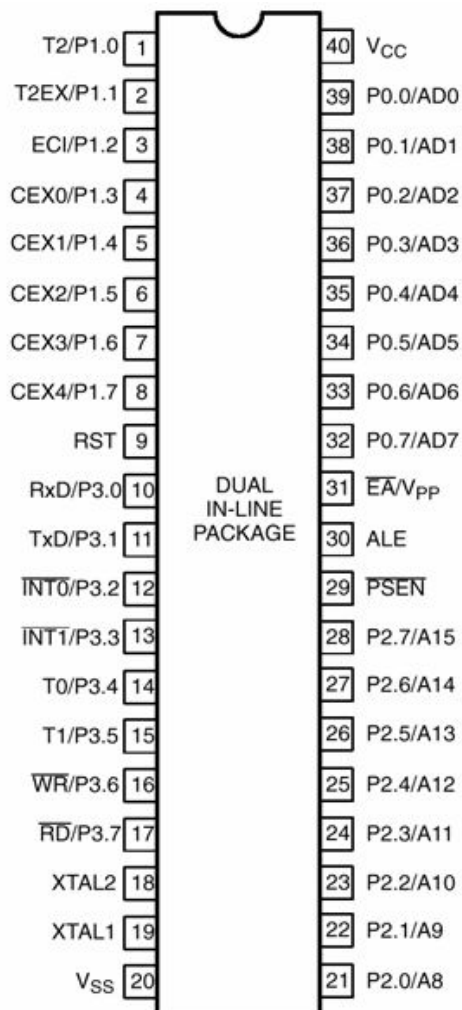 T2/P1.0 1 40 VCC
T2EX/P1.1 2 39 P0.0/AD0
ECI/P1.2 3 38 P0.1/AD1
CEX0/P1.3 4 37 P0.2/AD2
CEX1/P1.4 5 36 P0.3/AD3
CEX2/P1.5 6 35 P0.4/AD4
CEX3/P1.6 7 34 P0.5/AD5
CEX4/P1.7 8 33 P0.6/AD6
RST 9 32 P0.7/AD7
RxD/P3.0 10 31 E̅A̅/VPP
DUAL
IN-LINE
PACKAGE
TxD/P3.1 11 30 ALE
I̅N̅T̅0̅/P3.2 12 29 P̅S̅E̅N̅
I̅N̅T̅1̅/P3.3 13 28 P2.7/A15
T0/P3.4 14 27 P2.6/A14
T1/P3.5 15 26 P2.5/A13
W̅R̅/P3.6 16 25 P2.4/A12
R̅D̅/P3.7 17 24 P2.3/A11
XTAL2 18 23 P2.2/A10
XTAL1 19 22 P2.1/A9
VSS 20 21 P2.0/A8